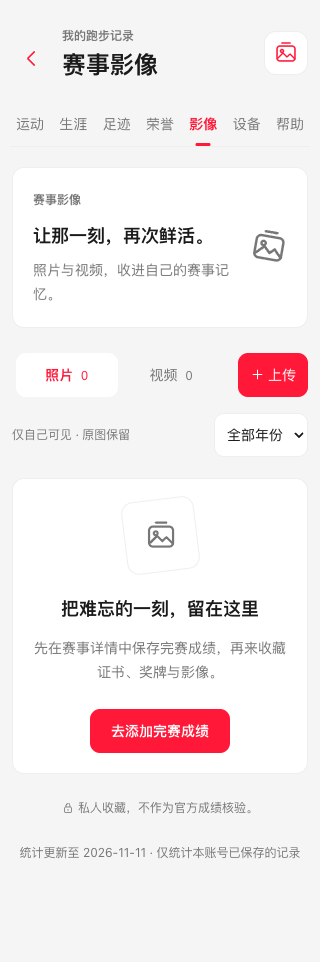 我的跑步记录
赛事影像
运动 生涯 足迹 荣誉 影像 设备 帮助
赛事影像
让那一刻，再次鲜活。
照片与视频，收进自己的赛事记
忆。
照片 0 视频 0 + 上传
仅自己可见 · 原图保留 全部年份
把难忘的一刻，留在这里
先在赛事详情中保存完赛成绩，再来收藏
证书、奖牌与影像。
去添加完赛成绩
私人收藏，不作为官方成绩核验。
统计更新至 2026-11-11 · 仅统计本账号已保存的记录